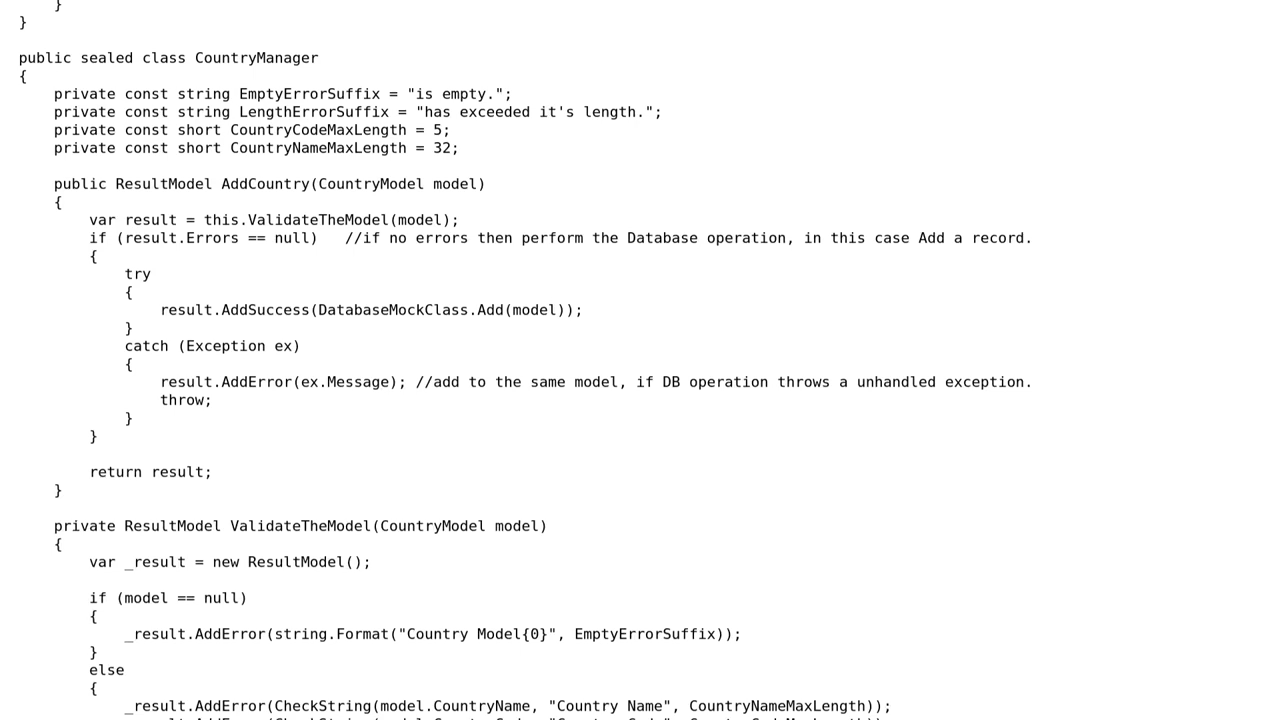 }
}

public sealed class CountryManager
{
    private const string EmptyErrorSuffix = "is empty.";
    private const string LengthErrorSuffix = "has exceeded it's length.";
    private const short CountryCodeMaxLength = 5;
    private const short CountryNameMaxLength = 32;

    public ResultModel AddCountry(CountryModel model)
    {
        var result = this.ValidateTheModel(model);
        if (result.Errors == null)   //if no errors then perform the Database operation, in this case Add a record.
        {
            try
            {
                result.AddSuccess(DatabaseMockClass.Add(model));
            }
            catch (Exception ex)
            {
                result.AddError(ex.Message); //add to the same model, if DB operation throws a unhandled exception.
                throw;
            }
        }

        return result;
    }

    private ResultModel ValidateTheModel(CountryModel model)
    {
        var _result = new ResultModel();

        if (model == null)
        {
            _result.AddError(string.Format("Country Model{0}", EmptyErrorSuffix));
        }
        else
        {
            _result.AddError(CheckString(model.CountryName, "Country Name", CountryNameMaxLength));